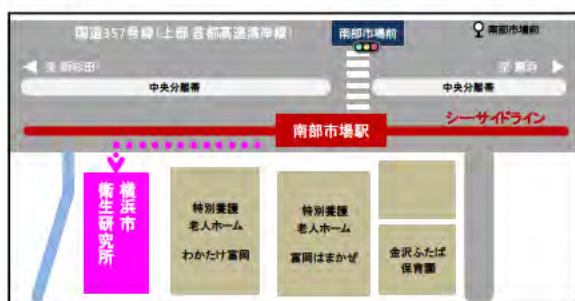 国道357号線(上部 首都高速湾岸線)
南部市場前
南部市場前
至 新杉田
至 追浜
中央分離帯
中央分離帯
シーサイドライン
南部市場駅
横浜市
衛生研究所
特別養護
老人ホーム
わかたけ富岡
特別養護
老人ホーム
富岡はまかぜ
金沢ふたば
保育園